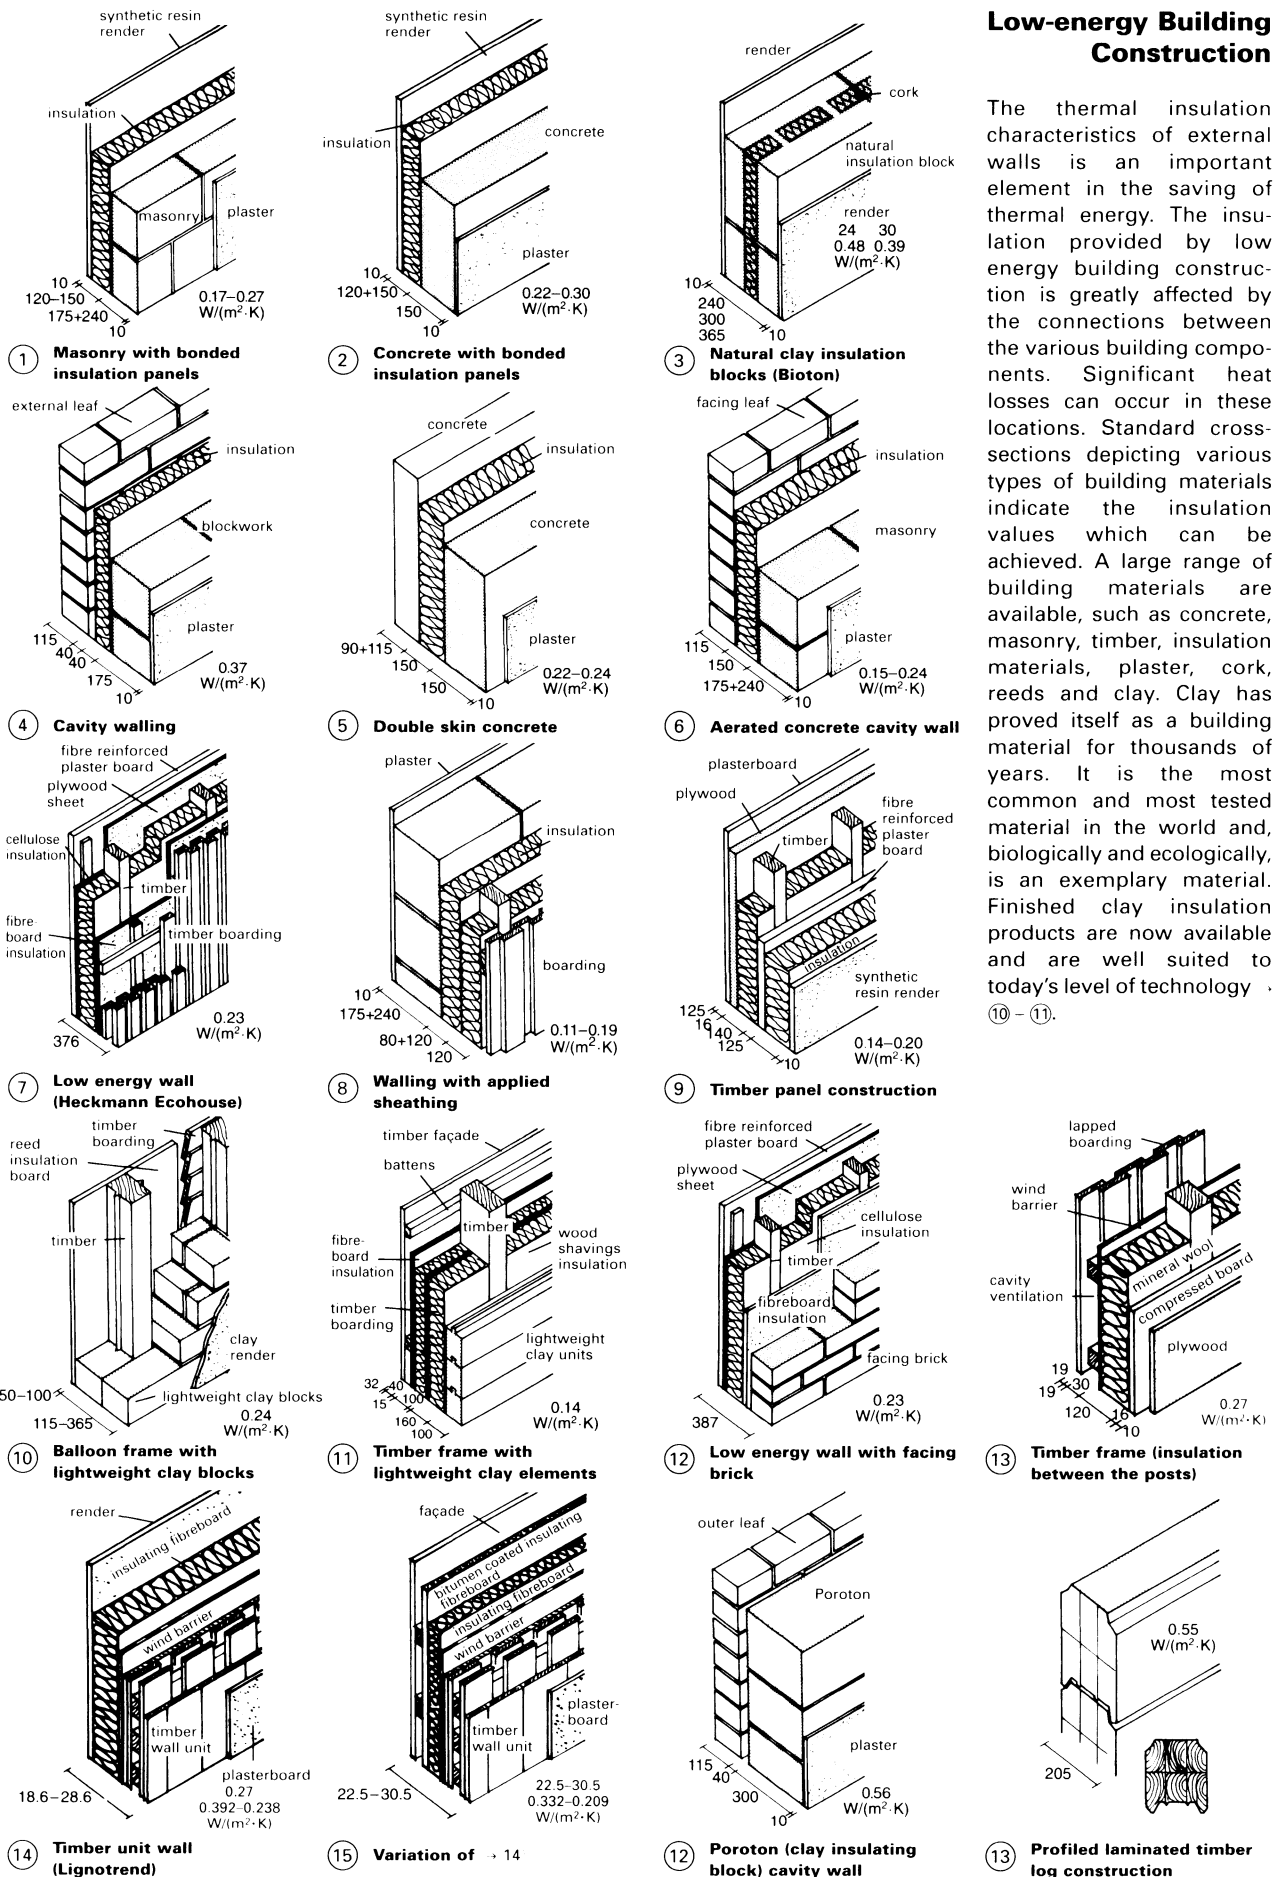 Low-energy Building
Construction
The thermal insulation
characteristics of external
walls is an important
element in the saving of
thermal energy. The insu-
lation provided by low
energy building construc-
tion is greatly affected by
the connections between
the various building compo-
nents. Significant heat
losses can occur in these
locations. Standard cross-
sections depicting various
types of building materials
indicate the insulation
values which can be
achieved. A large range of
building materials are
available, such as concrete,
masonry, timber, insulation
materials, plaster, cork,
reeds and clay. Clay has
proved itself as a building
material for thousands of
years. It is the most
common and most tested
material in the world and,
biologically and ecologically,
is an exemplary material.
Finished clay insulation
products are now available
and are well suited to
today's level of technology →
⑩ – ⑪.
synthetic resin
render
insulation
masonry
plaster
10
120–150
175+240
10
0.17–0.27
W/(m²·K)
① Masonry with bonded
insulation panels
synthetic resin
render
insulation
concrete
plaster
10
120+150
150
10
0.22–0.30
W/(m²·K)
② Concrete with bonded
insulation panels
render
cork
natural
insulation block
render
24 30
0.48 0.39
W/(m²·K)
10
240
300
365
10
③ Natural clay insulation
blocks (Bioton)
external leaf
insulation
blockwork
plaster
115
40
40
175
10
0.37
W/(m²·K)
④ Cavity walling
concrete
insulation
concrete
plaster
90+115
150
150
10
0.22–0.24
W/(m²·K)
⑤ Double skin concrete
facing leaf
insulation
masonry
plaster
115
150
175+240
10
0.15–0.24
W/(m²·K)
⑥ Aerated concrete cavity wall
fibre reinforced
plaster board
plywood
sheet
cellulose
insulation
timber
fibre-
board
insulation
timber boarding
376
0.23
W/(m²·K)
⑦ Low energy wall
(Heckmann Ecohouse)
plaster
insulation
boarding
10
175+240
80+120
120
0.11–0.19
W/(m²·K)
⑧ Walling with applied
sheathing
plasterboard
plywood
timber
fibre
reinforced
plaster
board
insulation
synthetic
resin render
125
16
140
125
10
0.14–0.20
W/(m²·K)
⑨ Timber panel construction
timber
boarding
reed
insulation
board
timber
clay
render
lightweight clay blocks
50–100
115–365
0.24
W/(m²·K)
⑩ Balloon frame with
lightweight clay blocks
timber façade
battens
timber
fibre-
board
insulation
wood
shavings
insulation
timber
boarding
lightweight
clay units
32 40
15 100
160
100
0.14
W/(m²·K)
⑪ Timber frame with
lightweight clay elements
fibre reinforced
plaster board
plywood
sheet
cellulose
insulation
timber
fibreboard
insulation
facing brick
387
0.23
W/(m²·K)
⑫ Low energy wall with facing
brick
lapped
boarding
wind
barrier
mineral wool
cavity
ventilation
compressed board
plywood
19
19 30
120
16
10
0.27
W/(m²·K)
⑬ Timber frame (insulation
between the posts)
render
insulating fibreboard
wind barrier
timber
wall unit
plasterboard
18.6–28.6
0.27
0.392–0.238
W/(m²·K)
⑭ Timber unit wall
(Lignotrend)
façade
bitumen coated insulating
fibreboard
insulating fibreboard
wind barrier
timber
wall unit
plaster-
board
22.5–30.5
22.5–30.5
0.332–0.209
W/(m²·K)
⑮ Variation of → 14
outer leaf
Poroton
plaster
115
40
300
10
0.56
W/(m²·K)
⑫ Poroton (clay insulating
block) cavity wall
0.55
W/(m²·K)
205
⑬ Profiled laminated timber
log construction